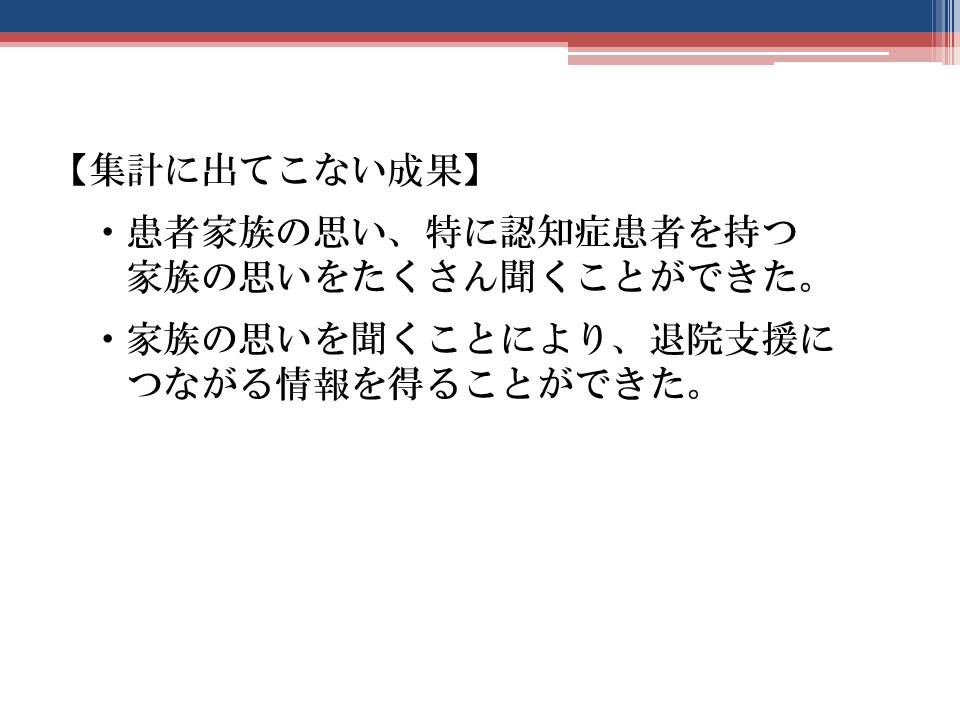 【集計に出てこない成果】
・患者家族の思い、特に認知症患者を持つ
家族の思いをたくさん聞くことができた。
・家族の思いを聞くことにより、退院支援に
つながる情報を得ることができた。